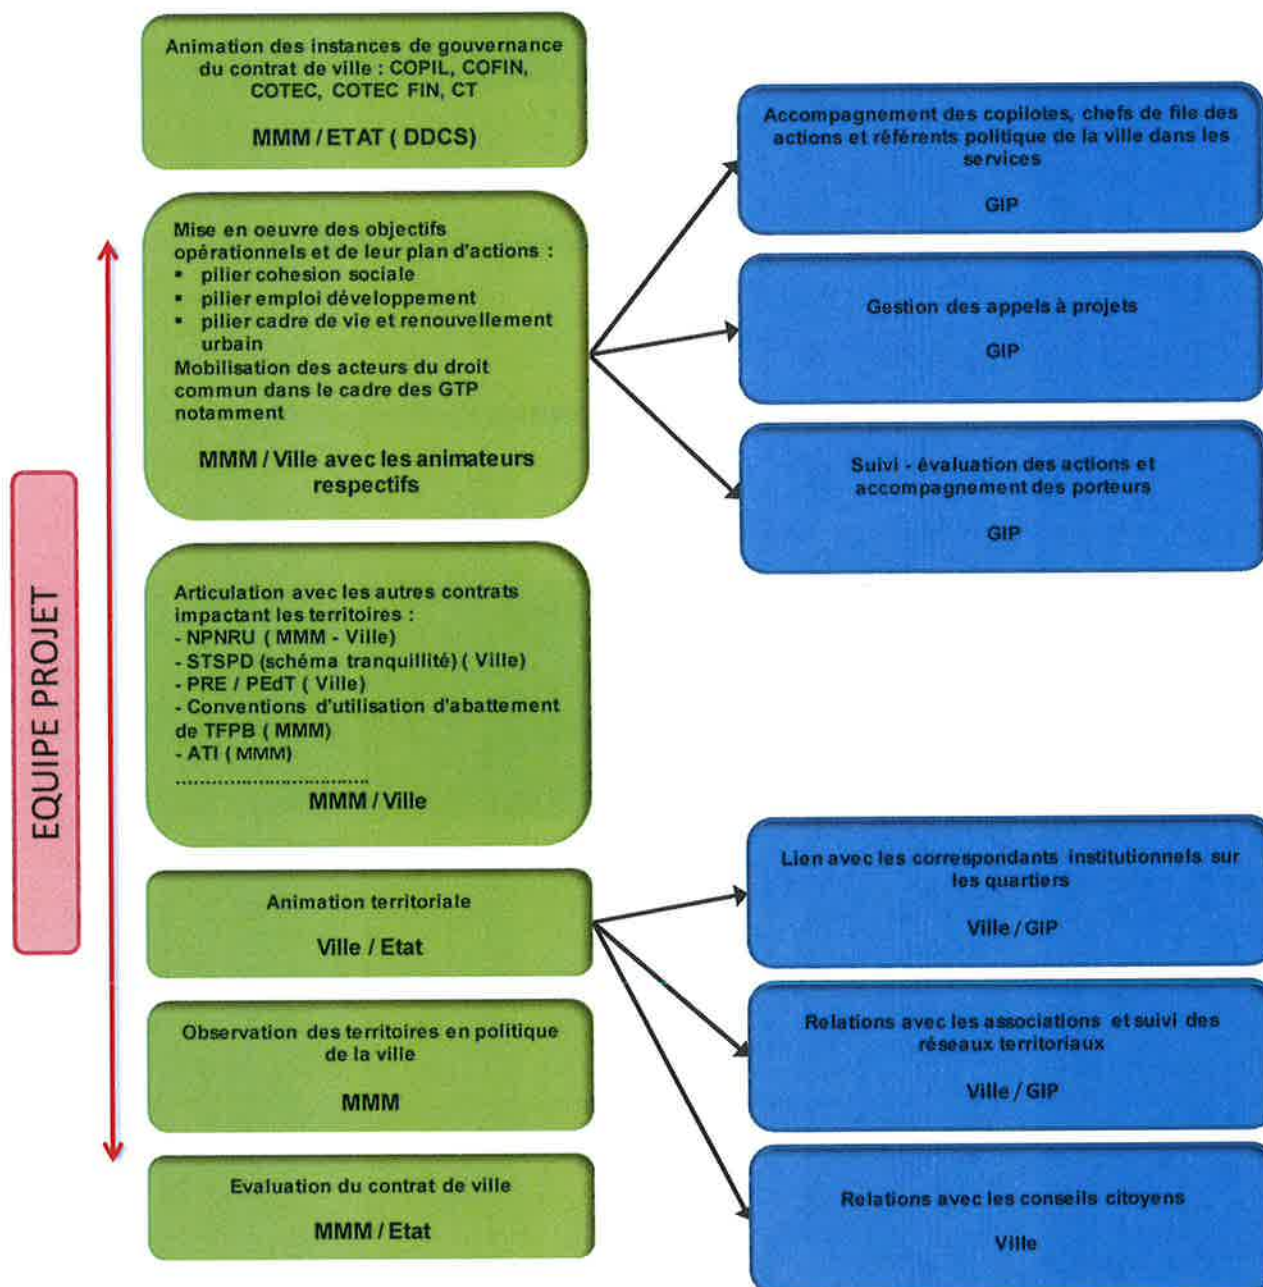 Animation des instances de gouvernance
du contrat de ville : COPIL, COFIN,
COTEC, COTEC FIN, CT
MMM / ETAT ( DDCS)
Mise en oeuvre des objectifs
opérationnels et de leur plan d'actions :
▪ pilier cohesion sociale
▪ pilier emploi développement
▪ pilier cadre de vie et renouvellement
urbain
Mobilisation des acteurs du droit
commun dans le cadre des GTP
notamment
MMM / Ville avec les animateurs
respectifs
Articulation avec les autres contrats
impactant les territoires :
- NPNRU ( MMM - Ville)
- STSPD (schéma tranquillité) ( Ville)
- PRE / PEdT ( Ville)
- Conventions d'utilisation d'abattement
de TFPB ( MMM)
- ATI ( MMM)
....................................
MMM / Ville
Animation territoriale
Ville / Etat
Observation des territoires en politique
de la ville
MMM
Evaluation du contrat de ville
MMM / Etat
EQUIPE PROJET
Accompagnement des copilotes, chefs de file des
actions et référents politique de la ville dans les
services
GIP
Gestion des appels à projets
GIP
Suivi - évaluation des actions et
accompagnement des porteurs
GIP
Lien avec les correspondants institutionnels sur
les quartiers
Ville / GIP
Relations avec les associations et suivi des
réseaux territoriaux
Ville / GIP
Relations avec les conseils citoyens
Ville